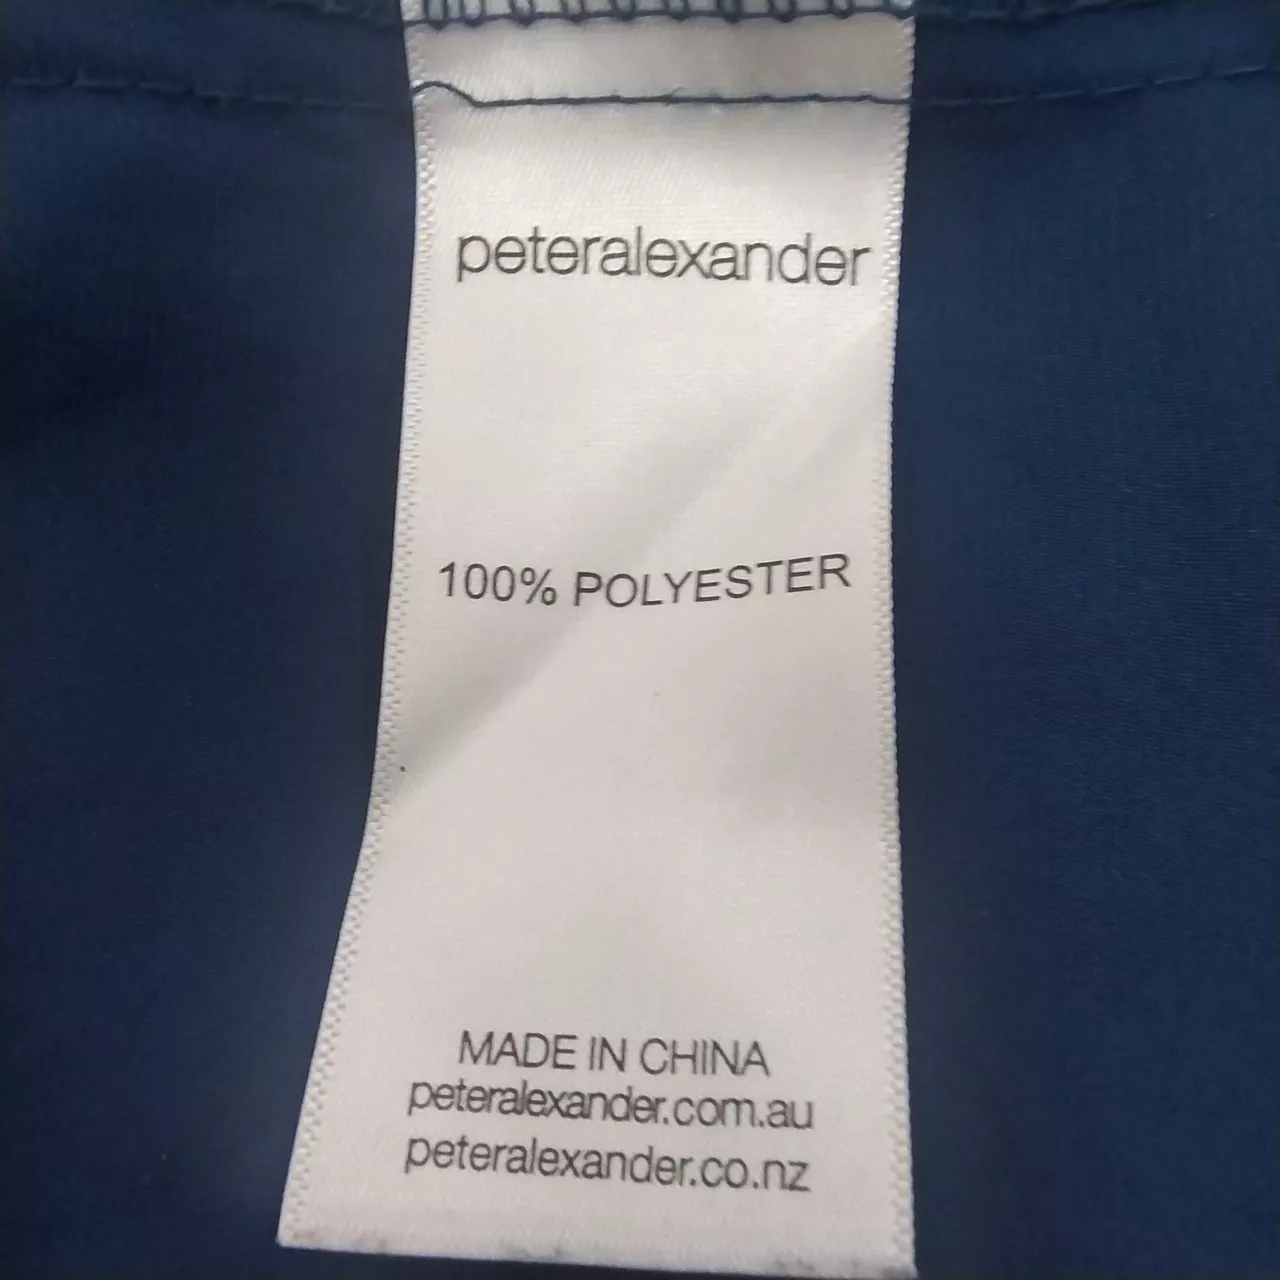 peteralexander
100% POLYESTER
MADE IN CHINA
peteralexander.com.au
peteralexander.co.nz